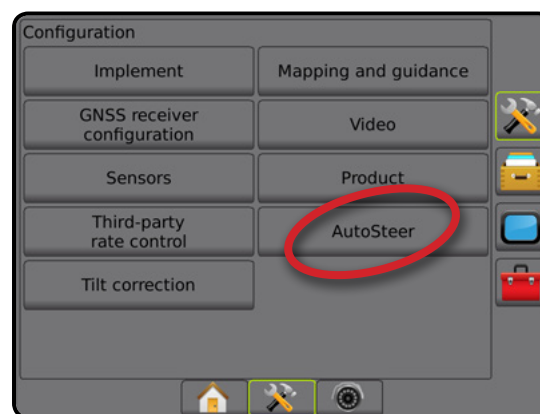 Configuration
Implement
Mapping and guidance
GNSS receiver
configuration
Video
Sensors
Product
Third-party
rate control
AutoSteer
Tilt correction